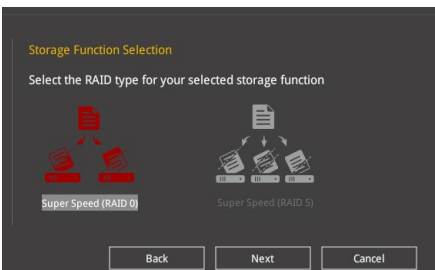 Storage Function Selection
Select the RAID type for your selected storage function
Super Speed (RAID 0)
Super Speed (RAID 5)
Back
Next
Cancel